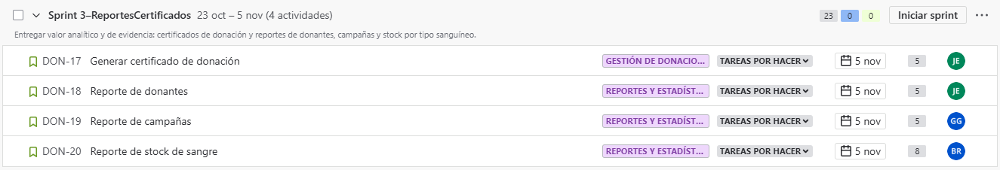 Sprint 3–ReportesCertificados 23 oct – 5 nov (4 actividades) 23 0 0 Iniciar sprint
Entregar valor analítico y de evidencia: certificados de donación y reportes de donantes, campañas y stock por tipo sanguíneo.
DON-17 Generar certificado de donación GESTIÓN DE DONACIO... TAREAS POR HACER 5 nov 5 JE
DON-18 Reporte de donantes REPORTES Y ESTADÍST... TAREAS POR HACER 5 nov 5 JE
DON-19 Reporte de campañas REPORTES Y ESTADÍST... TAREAS POR HACER 5 nov 5 GG
DON-20 Reporte de stock de sangre REPORTES Y ESTADÍST... TAREAS POR HACER 5 nov 8 BR